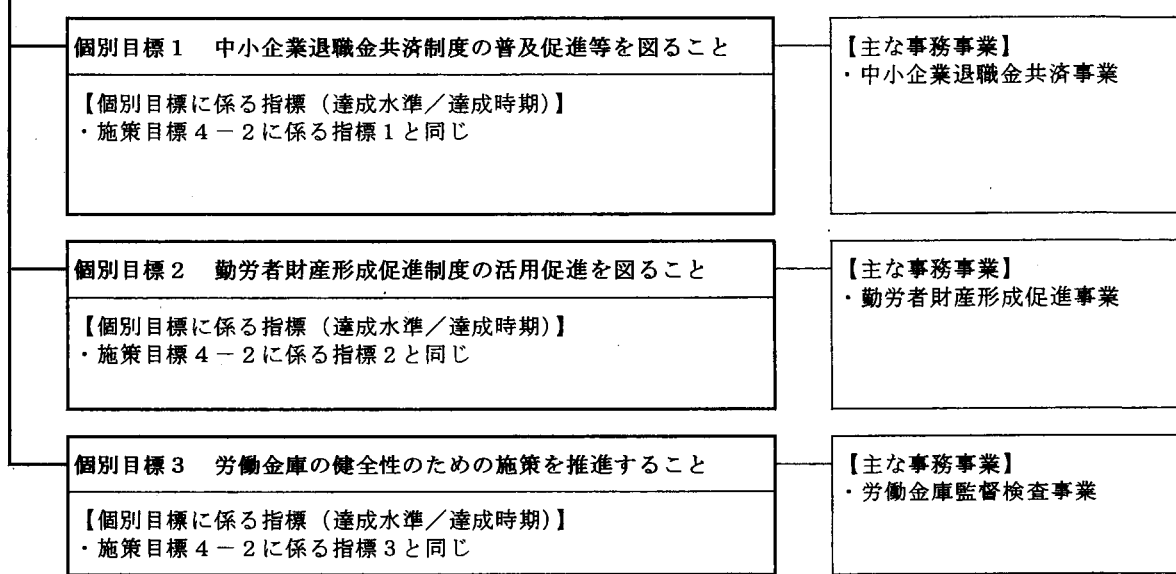 個別目標1 中小企業退職金共済制度の普及促進等を図ること
【個別目標に係る指標（達成水準／達成時期）】
・施策目標4－2に係る指標1と同じ
【主な事務事業】
・中小企業退職金共済事業
個別目標2 勤労者財産形成促進制度の活用促進を図ること
【個別目標に係る指標（達成水準／達成時期）】
・施策目標4－2に係る指標2と同じ
【主な事務事業】
・勤労者財産形成促進事業
個別目標3 労働金庫の健全性のための施策を推進すること
【個別目標に係る指標（達成水準／達成時期）】
・施策目標4－2に係る指標3と同じ
【主な事務事業】
・労働金庫監督検査事業